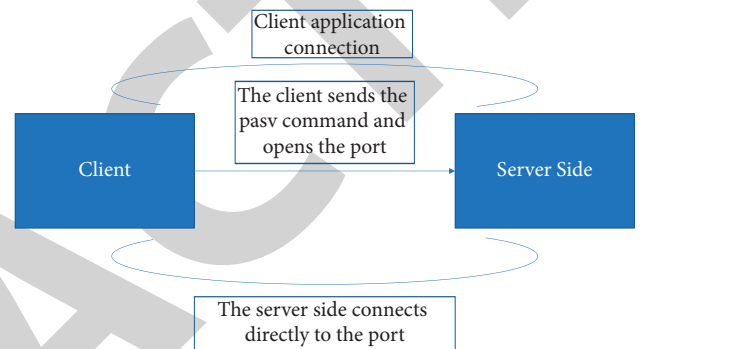 Client application
connection
The client sends the
pasv command and
opens the port
Client
Server Side
The server side connects
directly to the port